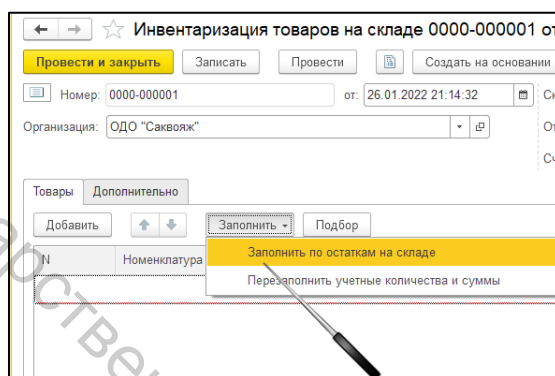 Инвентаризация товаров на складе 0000-000001 от
Провести и закрыть Записать Провести Создать на основании
Номер: 0000-000001 от: 26.01.2022 21:14:32
Организация: ОДО "Саквояж"
Товары Дополнительно
Добавить Заполнить Подбор
N Номенклатура
Заполнить по остаткам на складе
Перезаполнить учетные количества и суммы